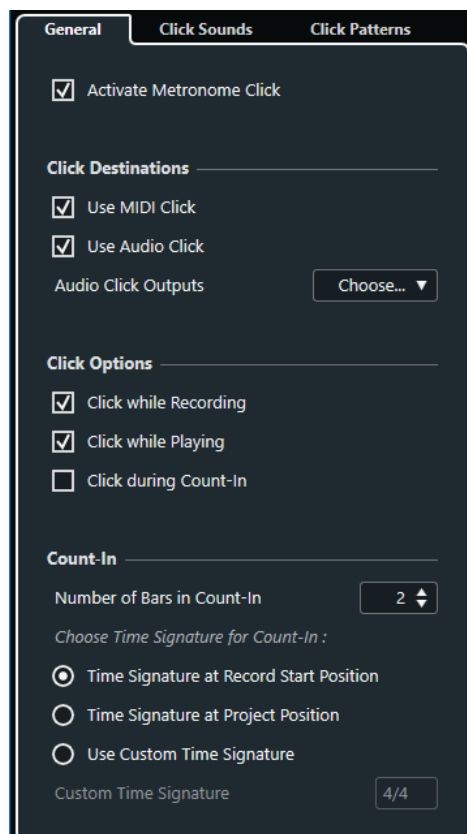 General Click Sounds Click Patterns
Activate Metronome Click
Click Destinations
Use MIDI Click
Use Audio Click
Audio Click Outputs Choose...
Click Options
Click while Recording
Click while Playing
Click during Count-In
Count-In
Number of Bars in Count-In 2
Choose Time Signature for Count-In :
Time Signature at Record Start Position
Time Signature at Project Position
Use Custom Time Signature
Custom Time Signature 4/4